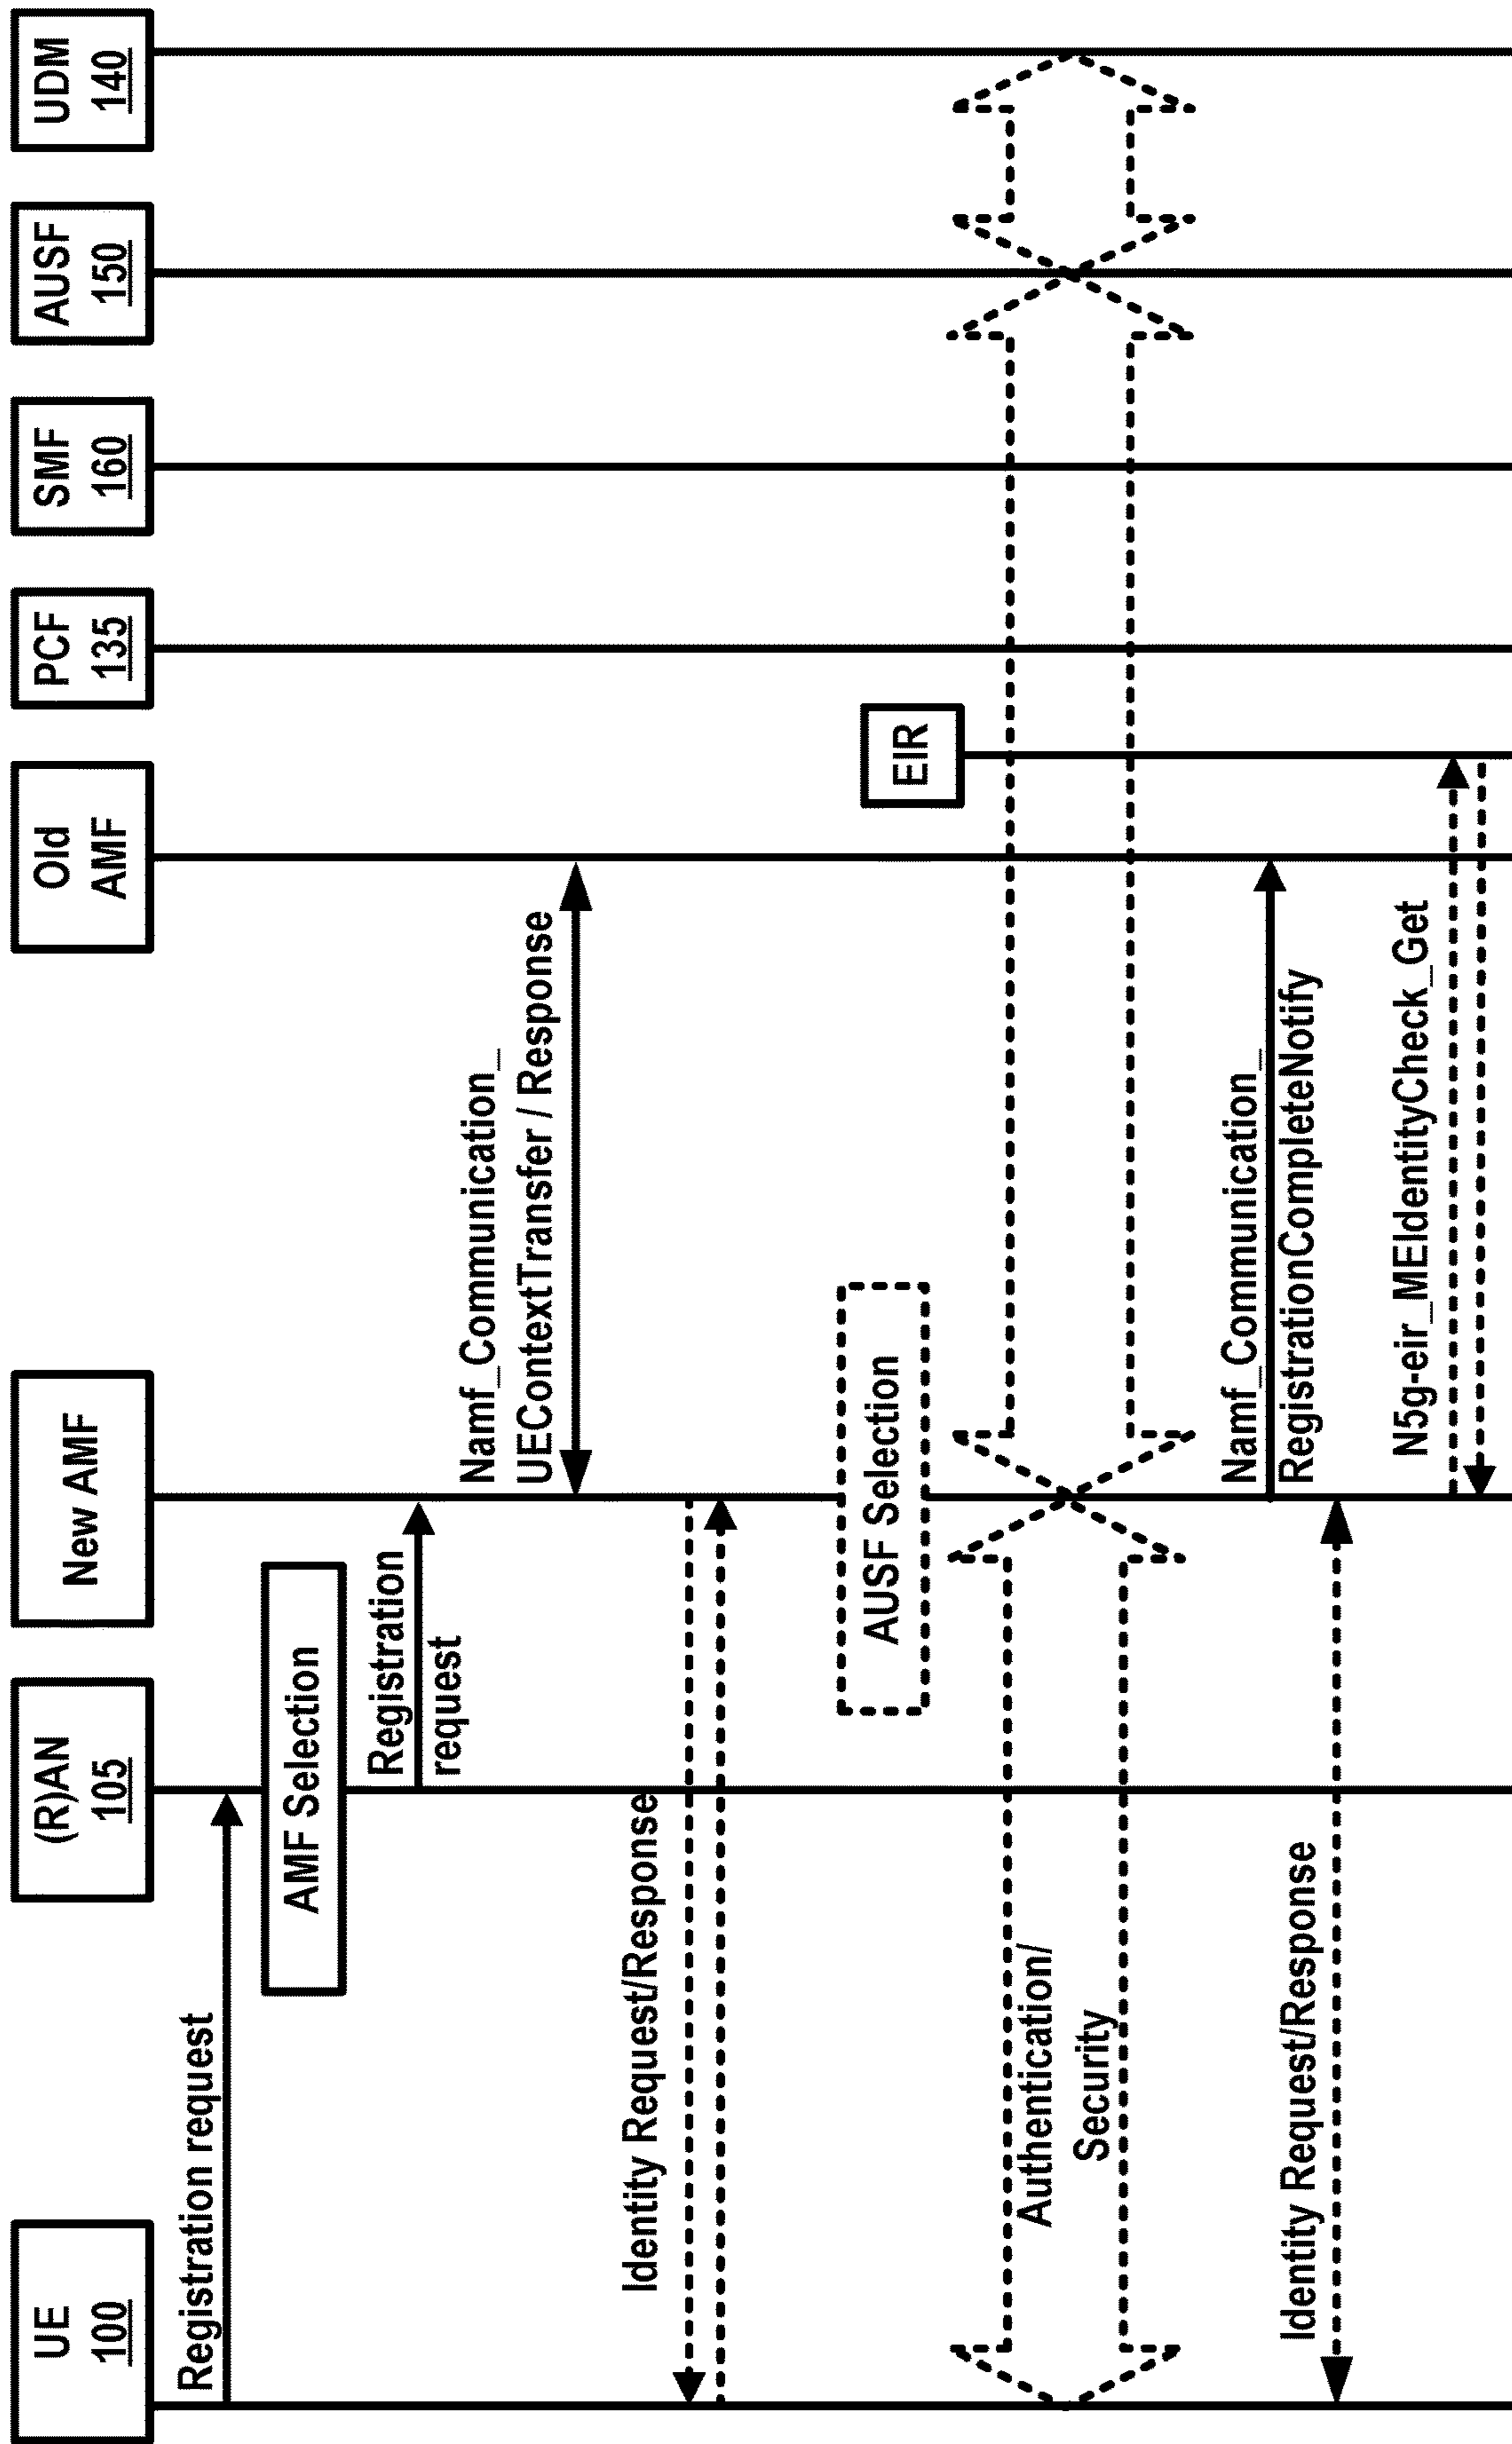 UE
100
(R)AN
105
New AMF
Old
AMF
PCF
135
SMF
160
AUSF
150
UDM
140
Registration request
AMF Selection
Registration
request
Namf_Communication_
UEContextTransfer / Response
Identity Request/Response
EIR
AUSF Selection
Authentication/
Security
Namf_Communication_
RegistrationCompleteNotify
Identity Request/Response
N5g-eir_MEIdentityCheck_Get